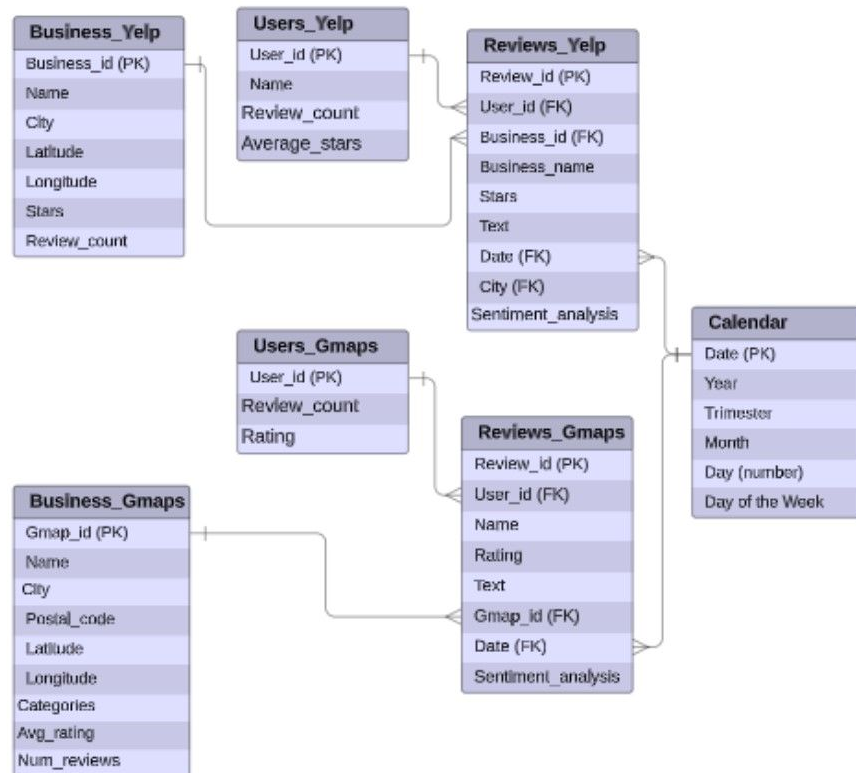 Business_Yelp
Business_id (PK)
Name
City
Latitude
Longitude
Stars
Review_count
Users_Yelp
User_id (PK)
Name
Review_count
Average_stars
Reviews_Yelp
Review_id (PK)
User_id (FK)
Business_id (FK)
Business_name
Stars
Text
Date (FK)
City (FK)
Sentiment_analysis
Users_Gmaps
User_id (PK)
Review_count
Rating
Calendar
Date (PK)
Year
Trimester
Month
Day (number)
Day of the Week
Reviews_Gmaps
Review_id (PK)
User_id (FK)
Name
Rating
Text
Gmap_id (FK)
Date (FK)
Sentiment_analysis
Business_Gmaps
Gmap_id (PK)
Name
City
Postal_code
Latitude
Longitude
Categories
Avg_rating
Num_reviews